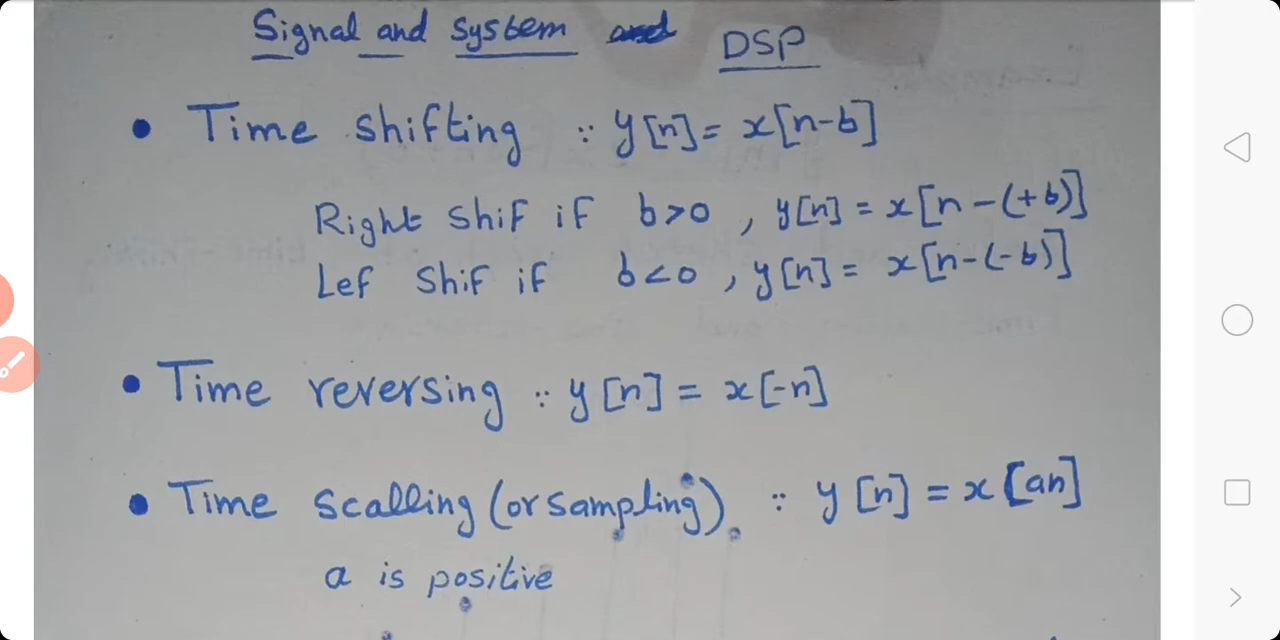 Signal and system and DSP
• Time shifting :: y[n] = x[n-b]
Right Shif if b>0 , y[n] = x[n-(+b)]
Lef Shif if b<0 , y[n] = x[n-(-b)]
• Time reversing :: y[n] = x[-n]
• Time scalling (or sampling) :: y[n] = x[an]
a is positive